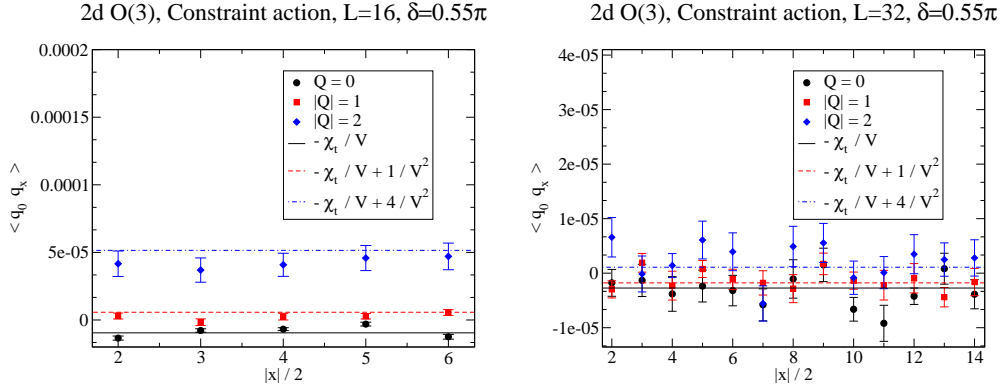 2d O(3), Constraint action, L=16, δ=0.55π
0.0002
0.00015
0.0001
5e-05
0
< q0 qx >
Q = 0
|Q| = 1
|Q| = 2
- χt / V
- χt / V + 1 / V²
- χt / V + 4 / V²
2 3 4 5 6
|x| / 2
2d O(3), Constraint action, L=32, δ=0.55π
4e-05
3e-05
2e-05
1e-05
0
-1e-05
< q0 qx >
Q = 0
|Q| = 1
|Q| = 2
- χt / V
- χt / V + 1 / V²
- χt / V + 4 / V²
2 4 6 8 10 12 14
|x| / 2